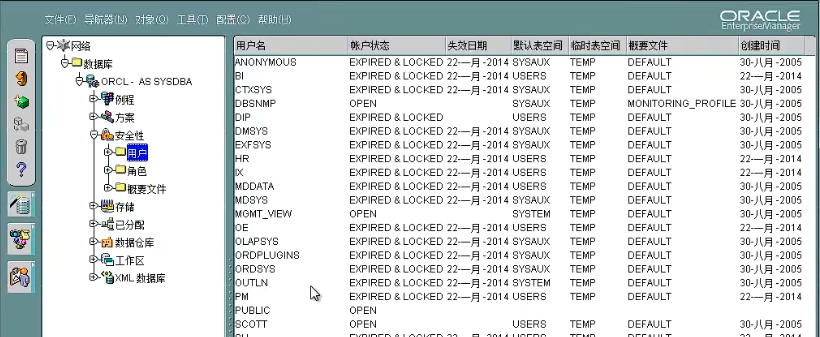 文件(F) 导航器(N) 对象(O) 工具(T) 配置(C) 帮助(H)
ORACLE
EnterpriseManager
网络
数据库
ORCL - AS SYSDBA
例程
方案
安全性
用户
角色
概要文件
存储
已分配
数据仓库
工作区
XML 数据库
用户名 帐户状态 失效日期 默认表空间 临时表空间 概要文件 创建时间
ANONYMOUS EXPIRED & LOCKED 22-一月 -2014 SYSAUX TEMP DEFAULT 30-八月 -2005
BI EXPIRED & LOCKED 22-一月 -2014 USERS TEMP DEFAULT 22-一月 -2014
CTXSYS EXPIRED & LOCKED 22-一月 -2014 SYSAUX TEMP DEFAULT 30-八月 -2005
DBSNMP OPEN SYSAUX TEMP MONITORING_PROFILE 30-八月 -2005
DIP EXPIRED & LOCKED USERS TEMP DEFAULT 30-八月 -2005
DMSYS EXPIRED & LOCKED 22-一月 -2014 SYSAUX TEMP DEFAULT 30-八月 -2005
EXFSYS EXPIRED & LOCKED 22-一月 -2014 SYSAUX TEMP DEFAULT 30-八月 -2005
HR EXPIRED & LOCKED 22-一月 -2014 USERS TEMP DEFAULT 22-一月 -2014
IX EXPIRED & LOCKED 22-一月 -2014 USERS TEMP DEFAULT 22-一月 -2014
MDDATA EXPIRED & LOCKED 22-一月 -2014 USERS TEMP DEFAULT 30-八月 -2005
MDSYS EXPIRED & LOCKED 22-一月 -2014 SYSAUX TEMP DEFAULT 30-八月 -2005
MGMT_VIEW OPEN SYSTEM TEMP DEFAULT 30-八月 -2005
OE EXPIRED & LOCKED 22-一月 -2014 USERS TEMP DEFAULT 22-一月 -2014
OLAPSYS EXPIRED & LOCKED 22-一月 -2014 SYSAUX TEMP DEFAULT 30-八月 -2005
ORDPLUGINS EXPIRED & LOCKED 22-一月 -2014 SYSAUX TEMP DEFAULT 30-八月 -2005
ORDSYS EXPIRED & LOCKED 22-一月 -2014 SYSAUX TEMP DEFAULT 30-八月 -2005
OUTLN EXPIRED & LOCKED 22-一月 -2014 SYSTEM TEMP DEFAULT 30-八月 -2005
PM EXPIRED & LOCKED 22-一月 -2014 USERS TEMP DEFAULT 22-一月 -2014
PUBLIC OPEN
SCOTT OPEN USERS TEMP DEFAULT 30-八月 -2005